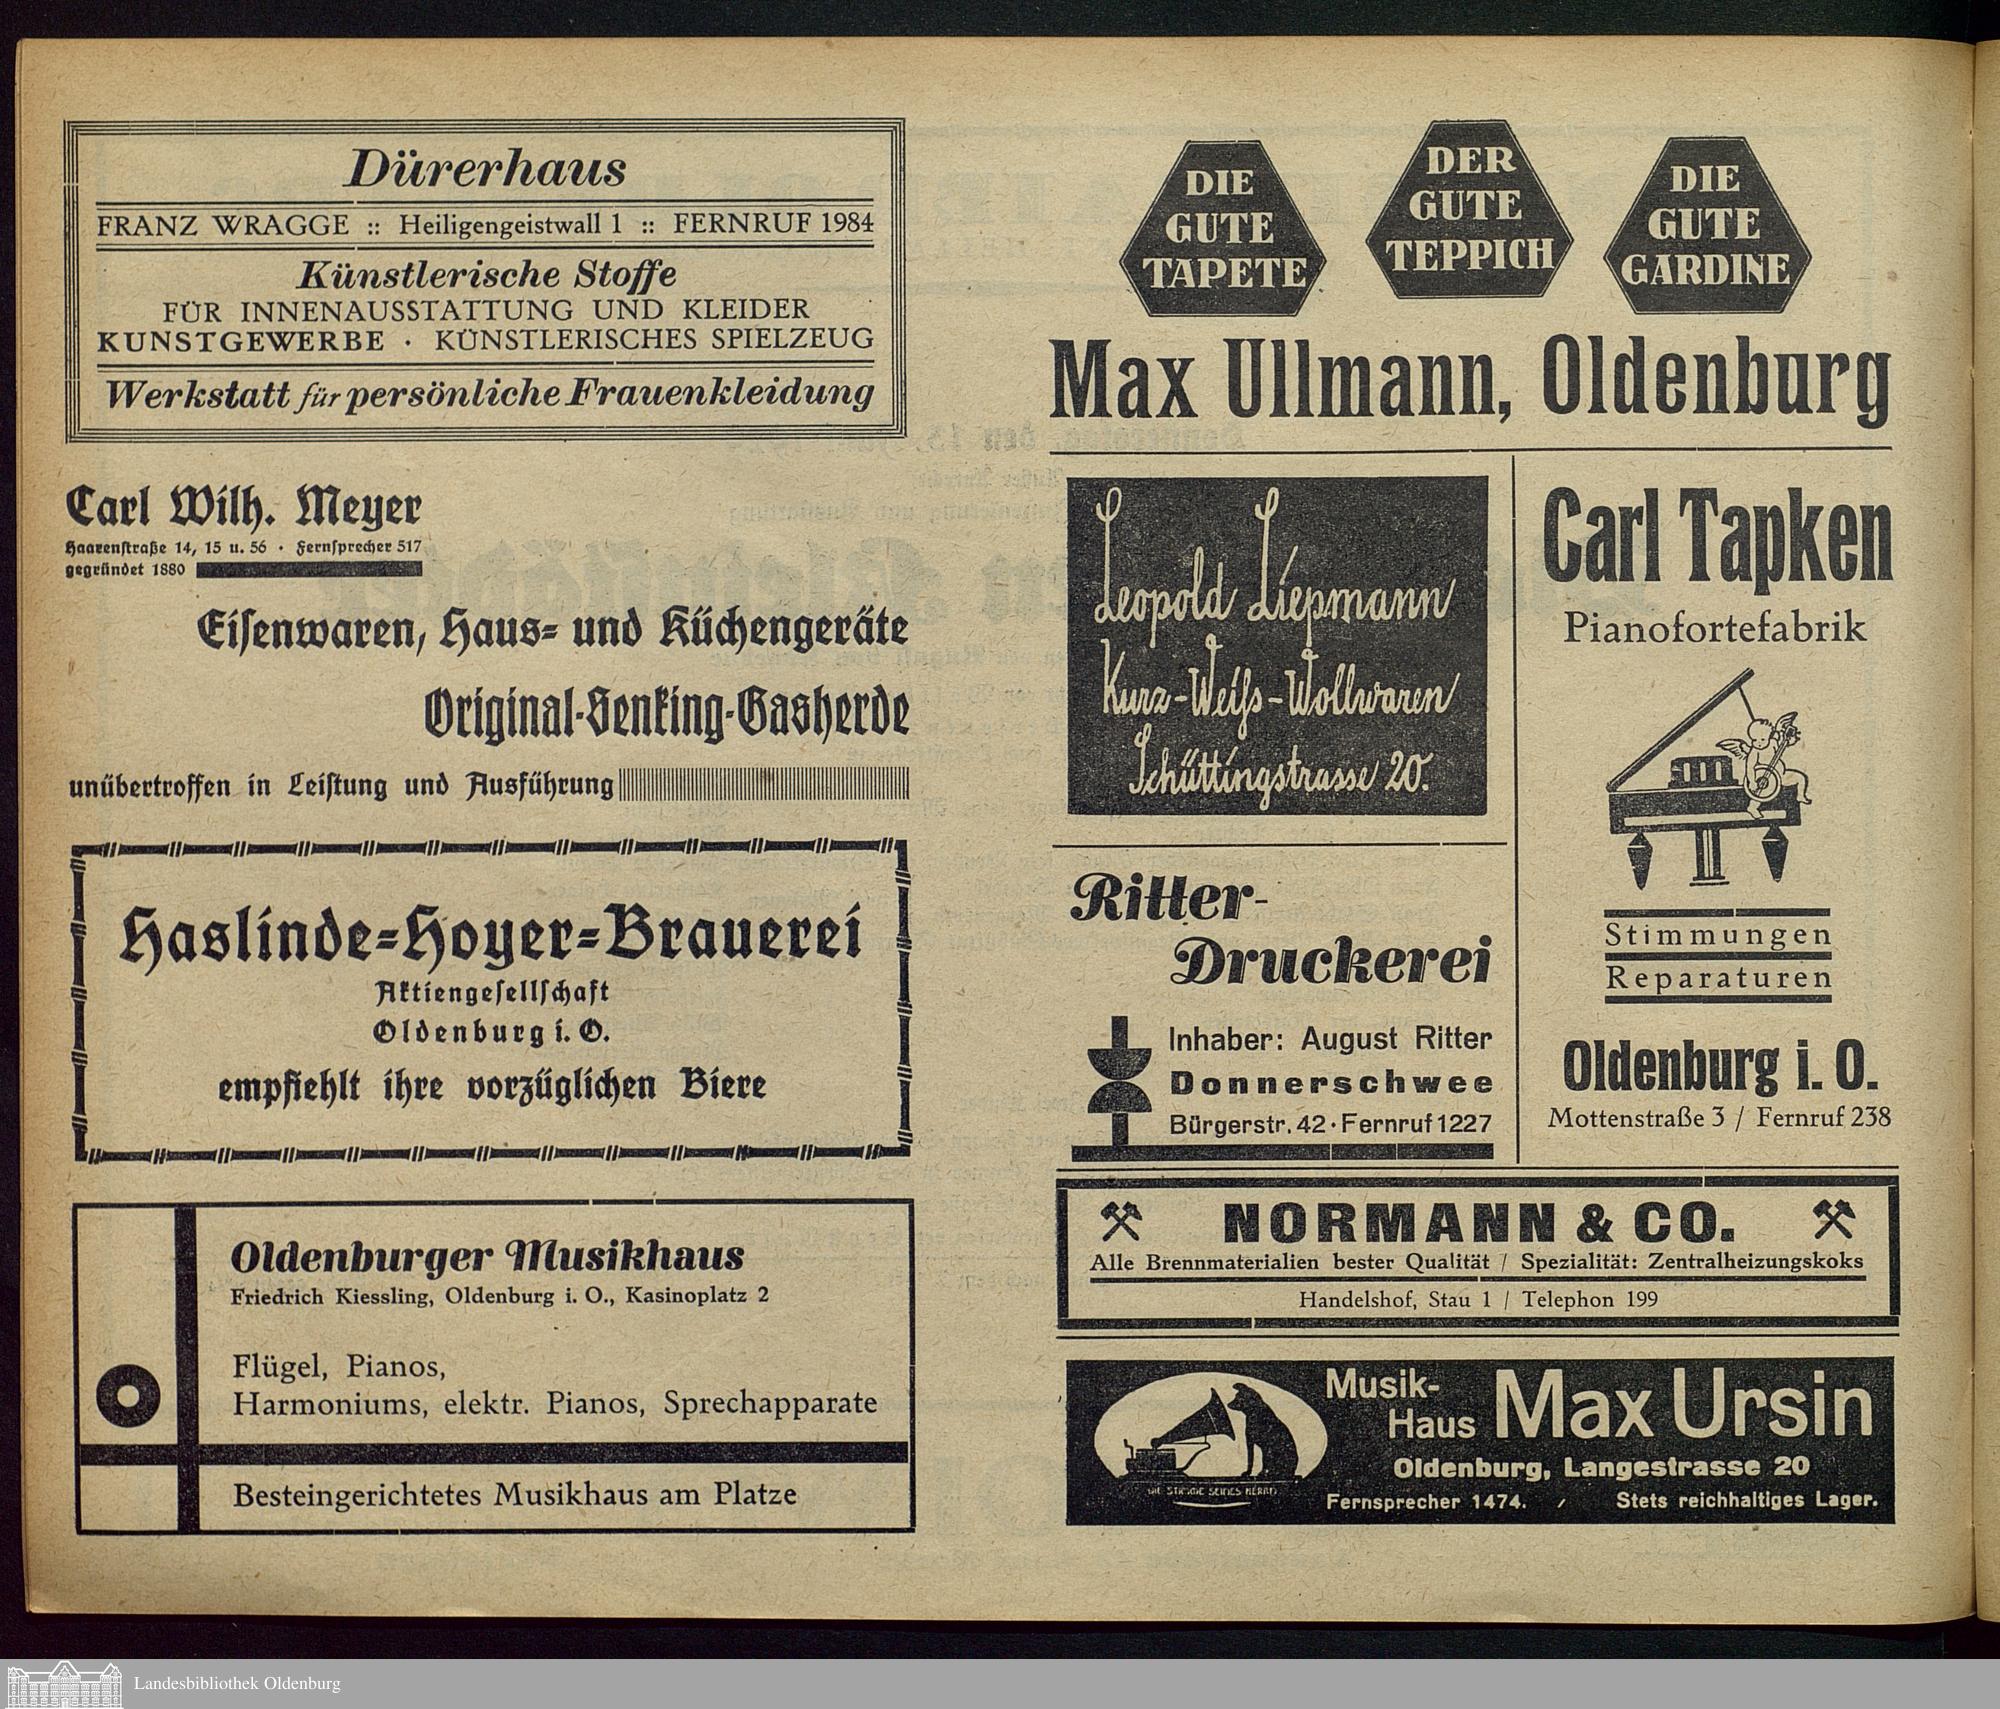 Dürerhaus
FRANZ WRAGGE :: Heiligengeistwall 1 :: FERNRUF 1984
Künstlerische Stoffe
FÜR INNENAUSSTATTUNG UND KLEIDER
KUNSTGEWERBE · KÜNSTLERISCHES SPIELZEUG
Werkstatt für persönliche Frauenkleidung
Carl Wilh. Meyer
Haarenstraße 14, 15 u. 56 · Fernsprecher 517
gegründet 1880
Eisenwaren, Haus= und Küchengeräte
Original-Senking-Gasherde
unübertroffen in Leistung und Ausführung
Haslinde=Hoyer=Brauerei
Aktiengesellschaft
Oldenburg i. O.
empfiehlt ihre vorzüglichen Biere
Oldenburger Musikhaus
Friedrich Kiessling, Oldenburg i. O., Kasinoplatz 2
Flügel, Pianos,
Harmoniums, elektr. Pianos, Sprechapparate
Besteingerichtetes Musikhaus am Platze
DIE
GUTE
TAPETE
DER
GUTE
TEPPICH
DIE
GUTE
GARDINE
Max Ullmann, Oldenburg
Leopold Liepmann
Kurz-Weiß-Wollwaren
Schüttingstrasse 20.
Ritter-
Druckerei
Inhaber: August Ritter
Donnerschwee
Bürgerstr. 42 · Fernruf 1227
Carl Tapken
Pianofortefabrik
Stimmungen
Reparaturen
Oldenburg i. O.
Mottenstraße 3 / Fernruf 238
NORMANN & CO.
Alle Brennmaterialien bester Qualität / Spezialität: Zentralheizungskoks
Handelshof, Stau 1 / Telephon 199
DIE STIMME SEINES HERRN
Musik-
Haus Max Ursin
Oldenburg, Langestrasse 20
Fernsprecher 1474. / Stets reichhaltiges Lager.
Landesbibliothek Oldenburg